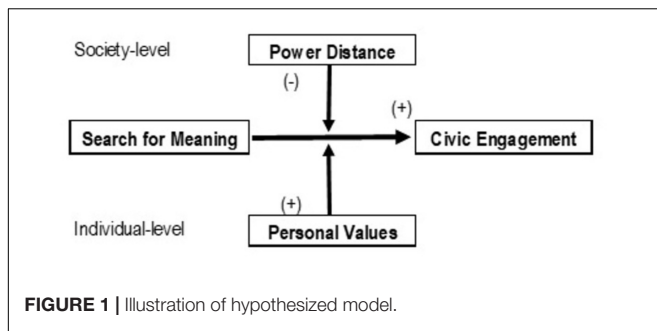 Society-level
Power Distance
(-)
(+)
Search for Meaning
Civic Engagement
(+)
Individual-level
Personal Values
FIGURE 1 | Illustration of hypothesized model.